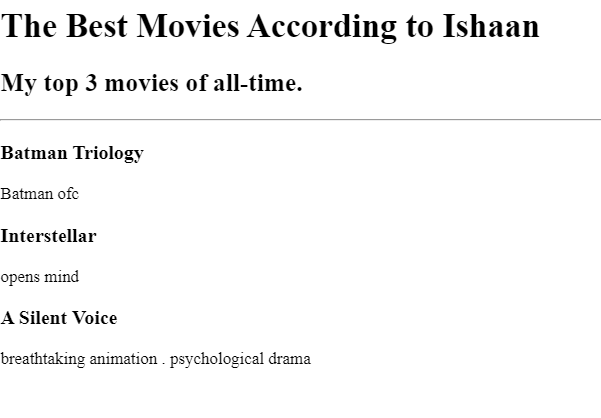 The Best Movies According to Ishaan
My top 3 movies of all-time.
Batman Triology
Batman ofc
Interstellar
opens mind
A Silent Voice
breathtaking animation . psychological drama